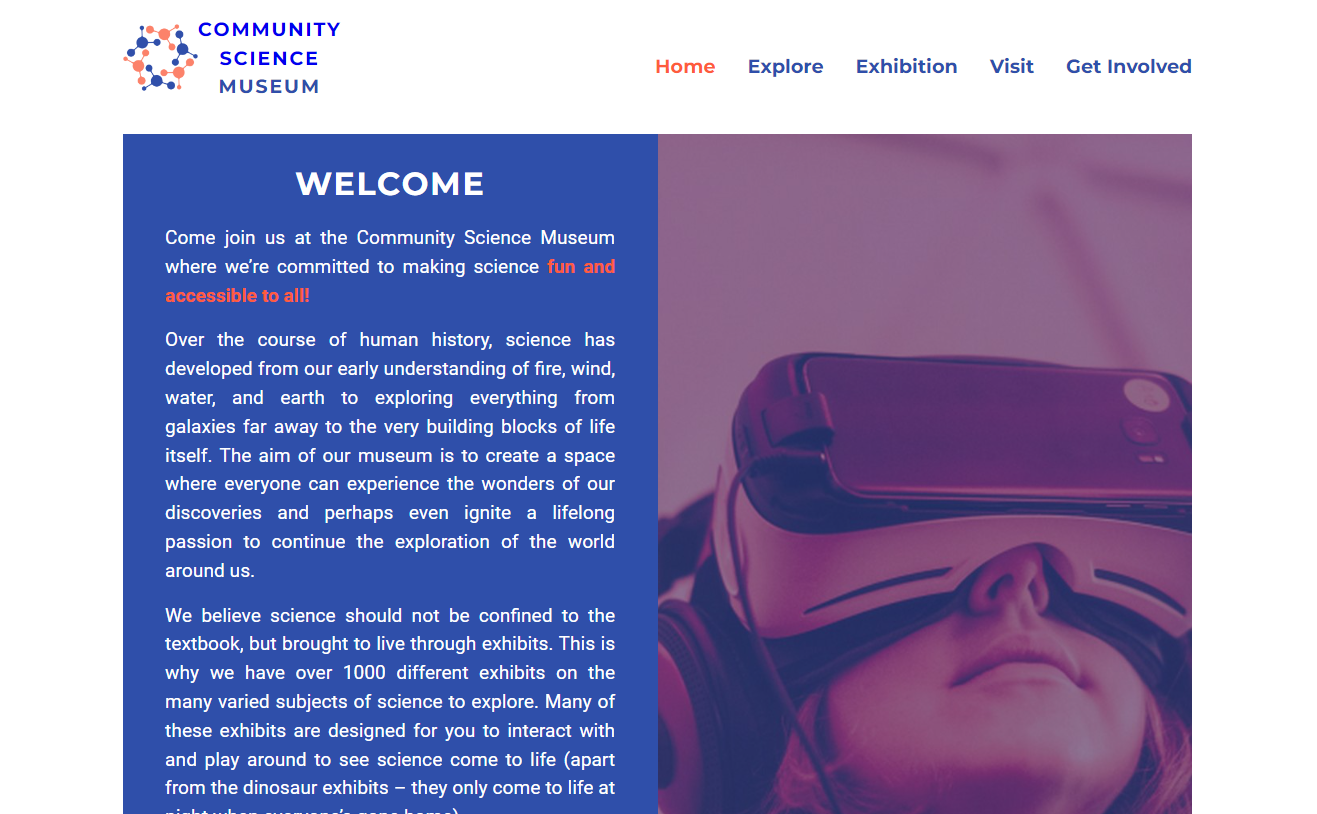 COMMUNITY
SCIENCE
MUSEUM
Home Explore Exhibition Visit Get Involved
WELCOME
Come join us at the Community Science Museum
where we’re committed to making science fun and
accessible to all!
Over the course of human history, science has
developed from our early understanding of fire, wind,
water, and earth to exploring everything from
galaxies far away to the very building blocks of life
itself. The aim of our museum is to create a space
where everyone can experience the wonders of our
discoveries and perhaps even ignite a lifelong
passion to continue the exploration of the world
around us.
We believe science should not be confined to the
textbook, but brought to live through exhibits. This is
why we have over 1000 different exhibits on the
many varied subjects of science to explore. Many of
these exhibits are designed for you to interact with
and play around to see science come to life (apart
from the dinosaur exhibits – they only come to life at
night when everyone’s gone home)